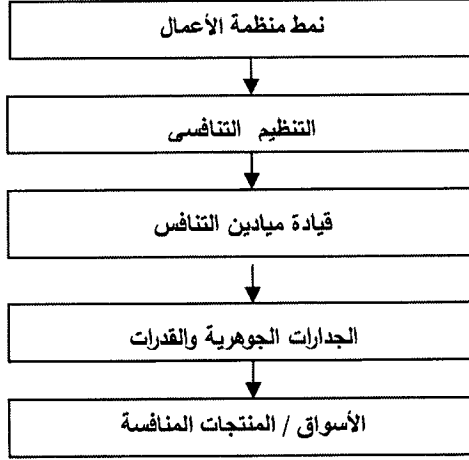 نمط منظمة الأعمال
التنظيم التنافسى
قيادة ميادين التنافس
الجدارات الجوهرية والقدرات
الأسواق / المنتجات المنافسة